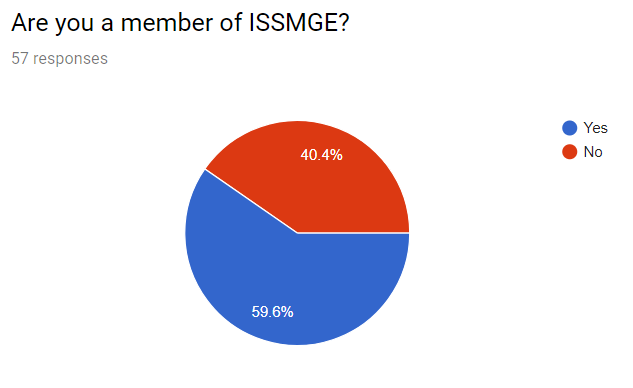 Are you a member of ISSMGE?
57 responses
Yes
No
40.4%
59.6%